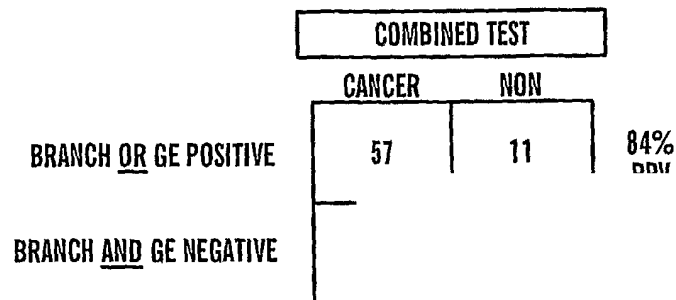 COMBINED TEST
CANCER NON
BRANCH OR GE POSITIVE 57 11 84%
BRANCH AND GE NEGATIVE